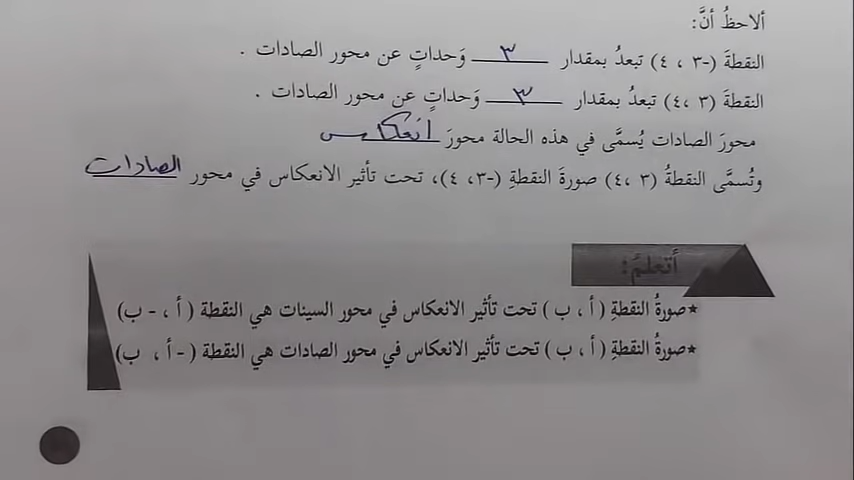 ألاحظُ أنَّ:
النقطةَ (-٣ ، ٤) تبعدُ بمقدار ٣ وَحداتٍ عن محور الصادات .
النقطةَ (٣ ،٤) تبعدُ بمقدار ٣ وَحداتٍ عن محور الصادات .
محورَ الصادات يُسمَّى في هذه الحالة محورَ انعكاس
وتُسمَّى النقطةُ (٣ ،٤) صورةَ النقطةِ (-٣، ٤)، تحت تأثير الانعكاس في محور الصادات
أتعلمُ:
*صورةُ النقطةِ ( أ ، ب ) تحت تأثير الانعكاس في محور السينات هي النقطة ( أ ، - ب)
*صورةُ النقطةِ ( أ ، ب ) تحت تأثير الانعكاس في محور الصادات هي النقطة ( - أ ، ب)